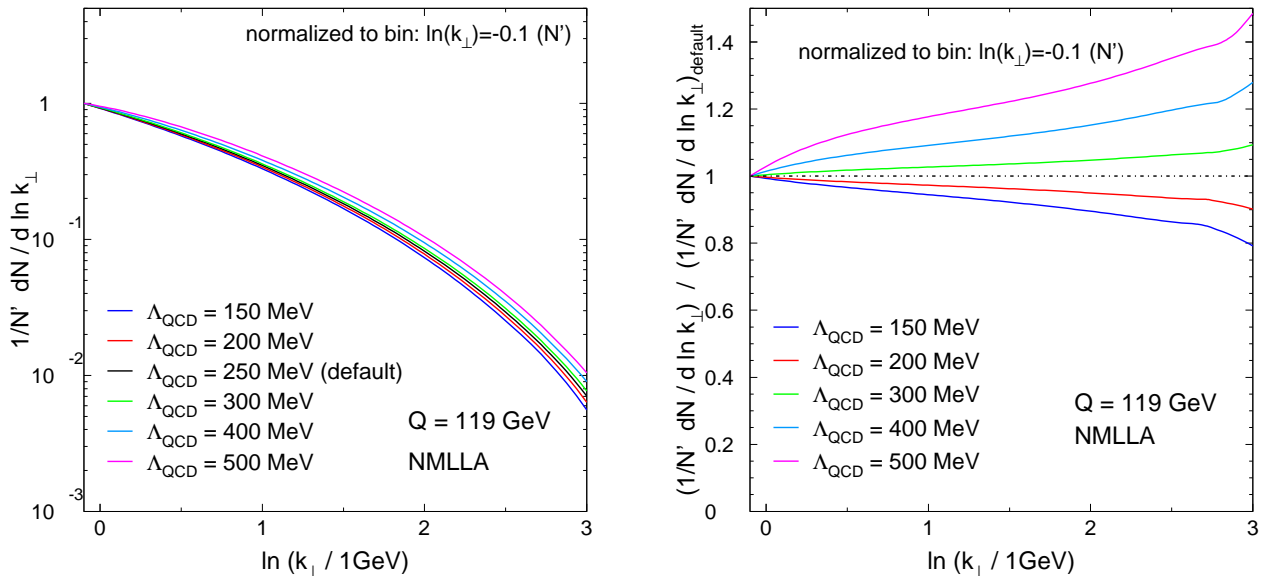 normalized to bin: ln(k⊥)=-0.1 (N')
1
10 -1
10 -2
10 -3
1/N' dN / d ln k⊥
Λ_QCD = 150 MeV
Λ_QCD = 200 MeV
Λ_QCD = 250 MeV (default)
Λ_QCD = 300 MeV
Λ_QCD = 400 MeV
Λ_QCD = 500 MeV
Q = 119 GeV
NMLLA
0 1 2 3
ln (k⊥ / 1GeV)
normalized to bin: ln(k⊥)=-0.1 (N')
1.4
1.2
1
0.8
0.6
0.4
0.2
0
(1/N' dN / d ln k⊥) / (1/N' dN / d ln k⊥)_default
Λ_QCD = 150 MeV
Λ_QCD = 200 MeV
Λ_QCD = 300 MeV
Λ_QCD = 400 MeV
Λ_QCD = 500 MeV
Q = 119 GeV
NMLLA
0 1 2 3
ln (k⊥ / 1GeV)